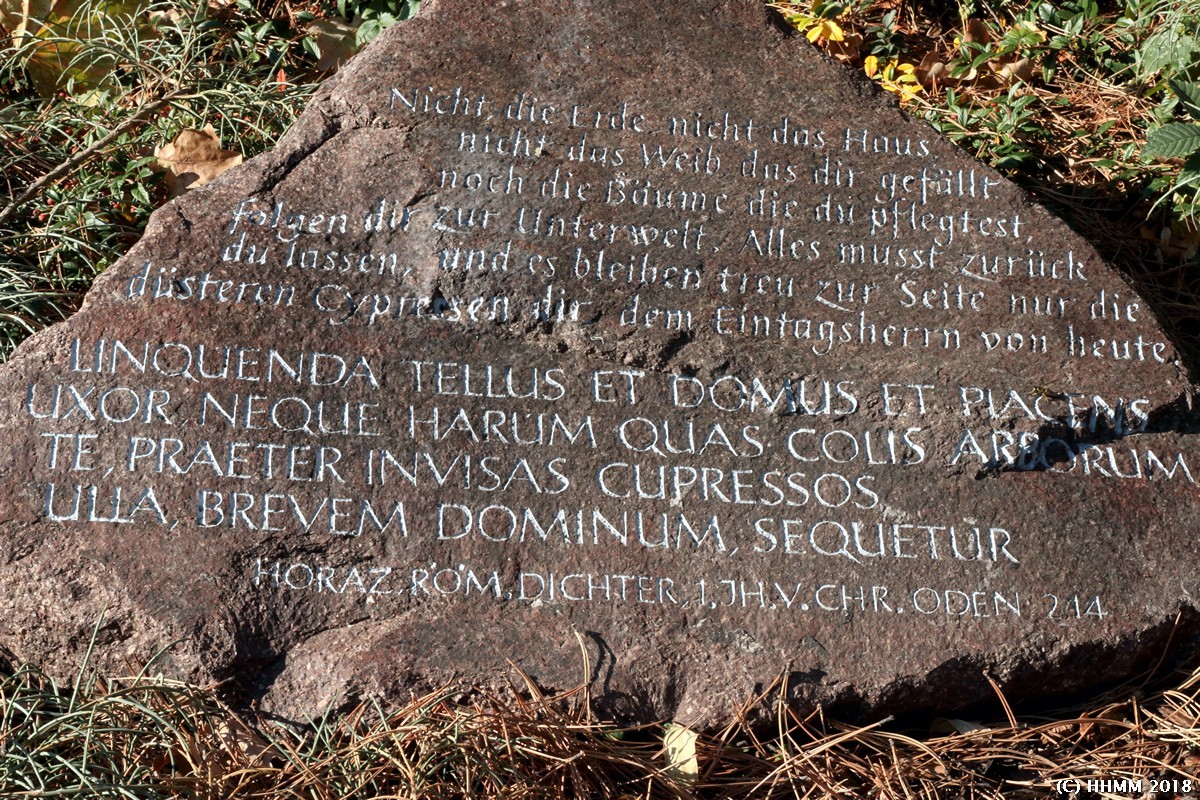 Nicht, die Erde, nicht das Haus,
nicht das Weib das dir gefällt
noch die Bäume die du pflegtest,
folgen dir zur Unterwelt. Alles musst zurück
du lassen, und es bleiben treu zur Seite nur die
düsteren Cypressen dir, dem Eintagsherrn von heute.
LINQUENDA TELLUS ET DOMUS ET PLACENS
UXOR, NEQUE HARUM QUAS COLIS ARBORUM
TE, PRAETER INVISAS CUPRESSOS
ULLA, BREVEM DOMINUM, SEQUETUR
HORAZ, RÖM. DICHTER, 1. JH. V. CHR. ODEN 2.14
(C) HHMM 2018